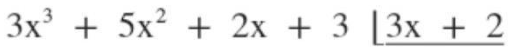 3x³ + 5x² + 2x + 3 ⌊3x + 2